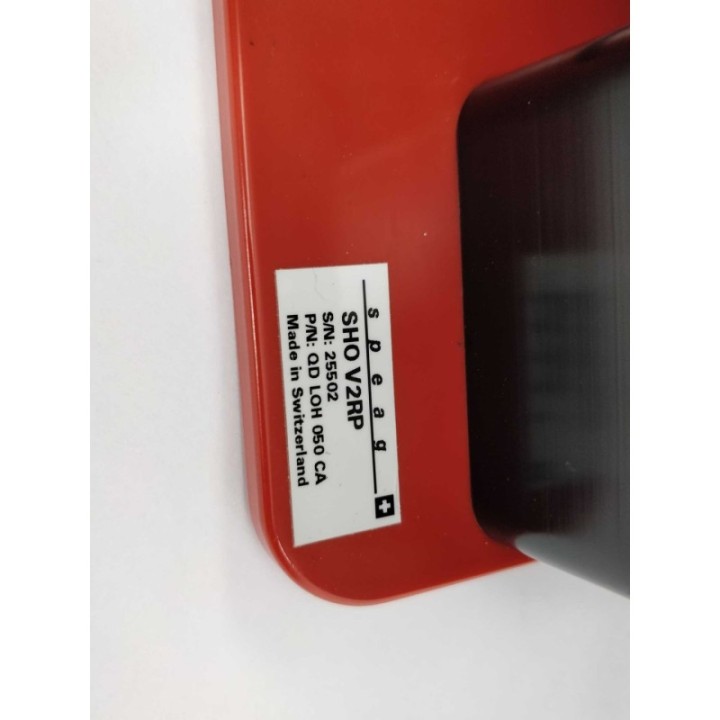 speag
SHO V2RP
S/N: 25502
P/N: QD LOH 050 CA
Made in Switzerland